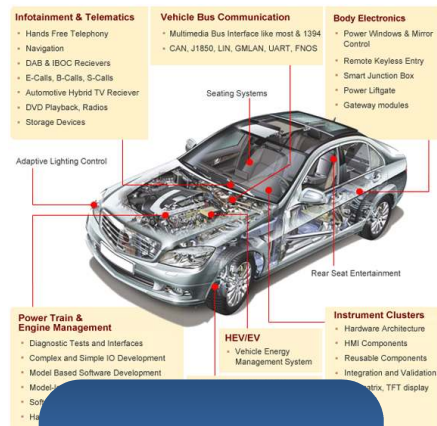 Infotainment & Telematics
Hands Free Telephony
Navigation
DAB & IBOC Recievers
E-Calls, B-Calls, S-Calls
Automotive Hybrid TV Reciever
DVD Playback, Radios
Storage Devices
Vehicle Bus Communication
Multimedia Bus Interface like most & 1394
CAN, J1850, LIN, GMLAN, UART, FNOS
Body Electronics
Power Windows & Mirror
Control
Remote Keyless Entry
Smart Junction Box
Power Liftgate
Gateway modules
Seating Systems
Adaptive Lighting Control
Rear Seat Entertainment
Power Train &
Engine Management
Diagnostic Tests and Interfaces
Complex and Simple IO Development
Model Based Software Development
HEV/EV
Vehicle Energy
Management System
Instrument Clusters
Hardware Architecture
HMI Components
Reusable Components
Integration and Validation
TFT display